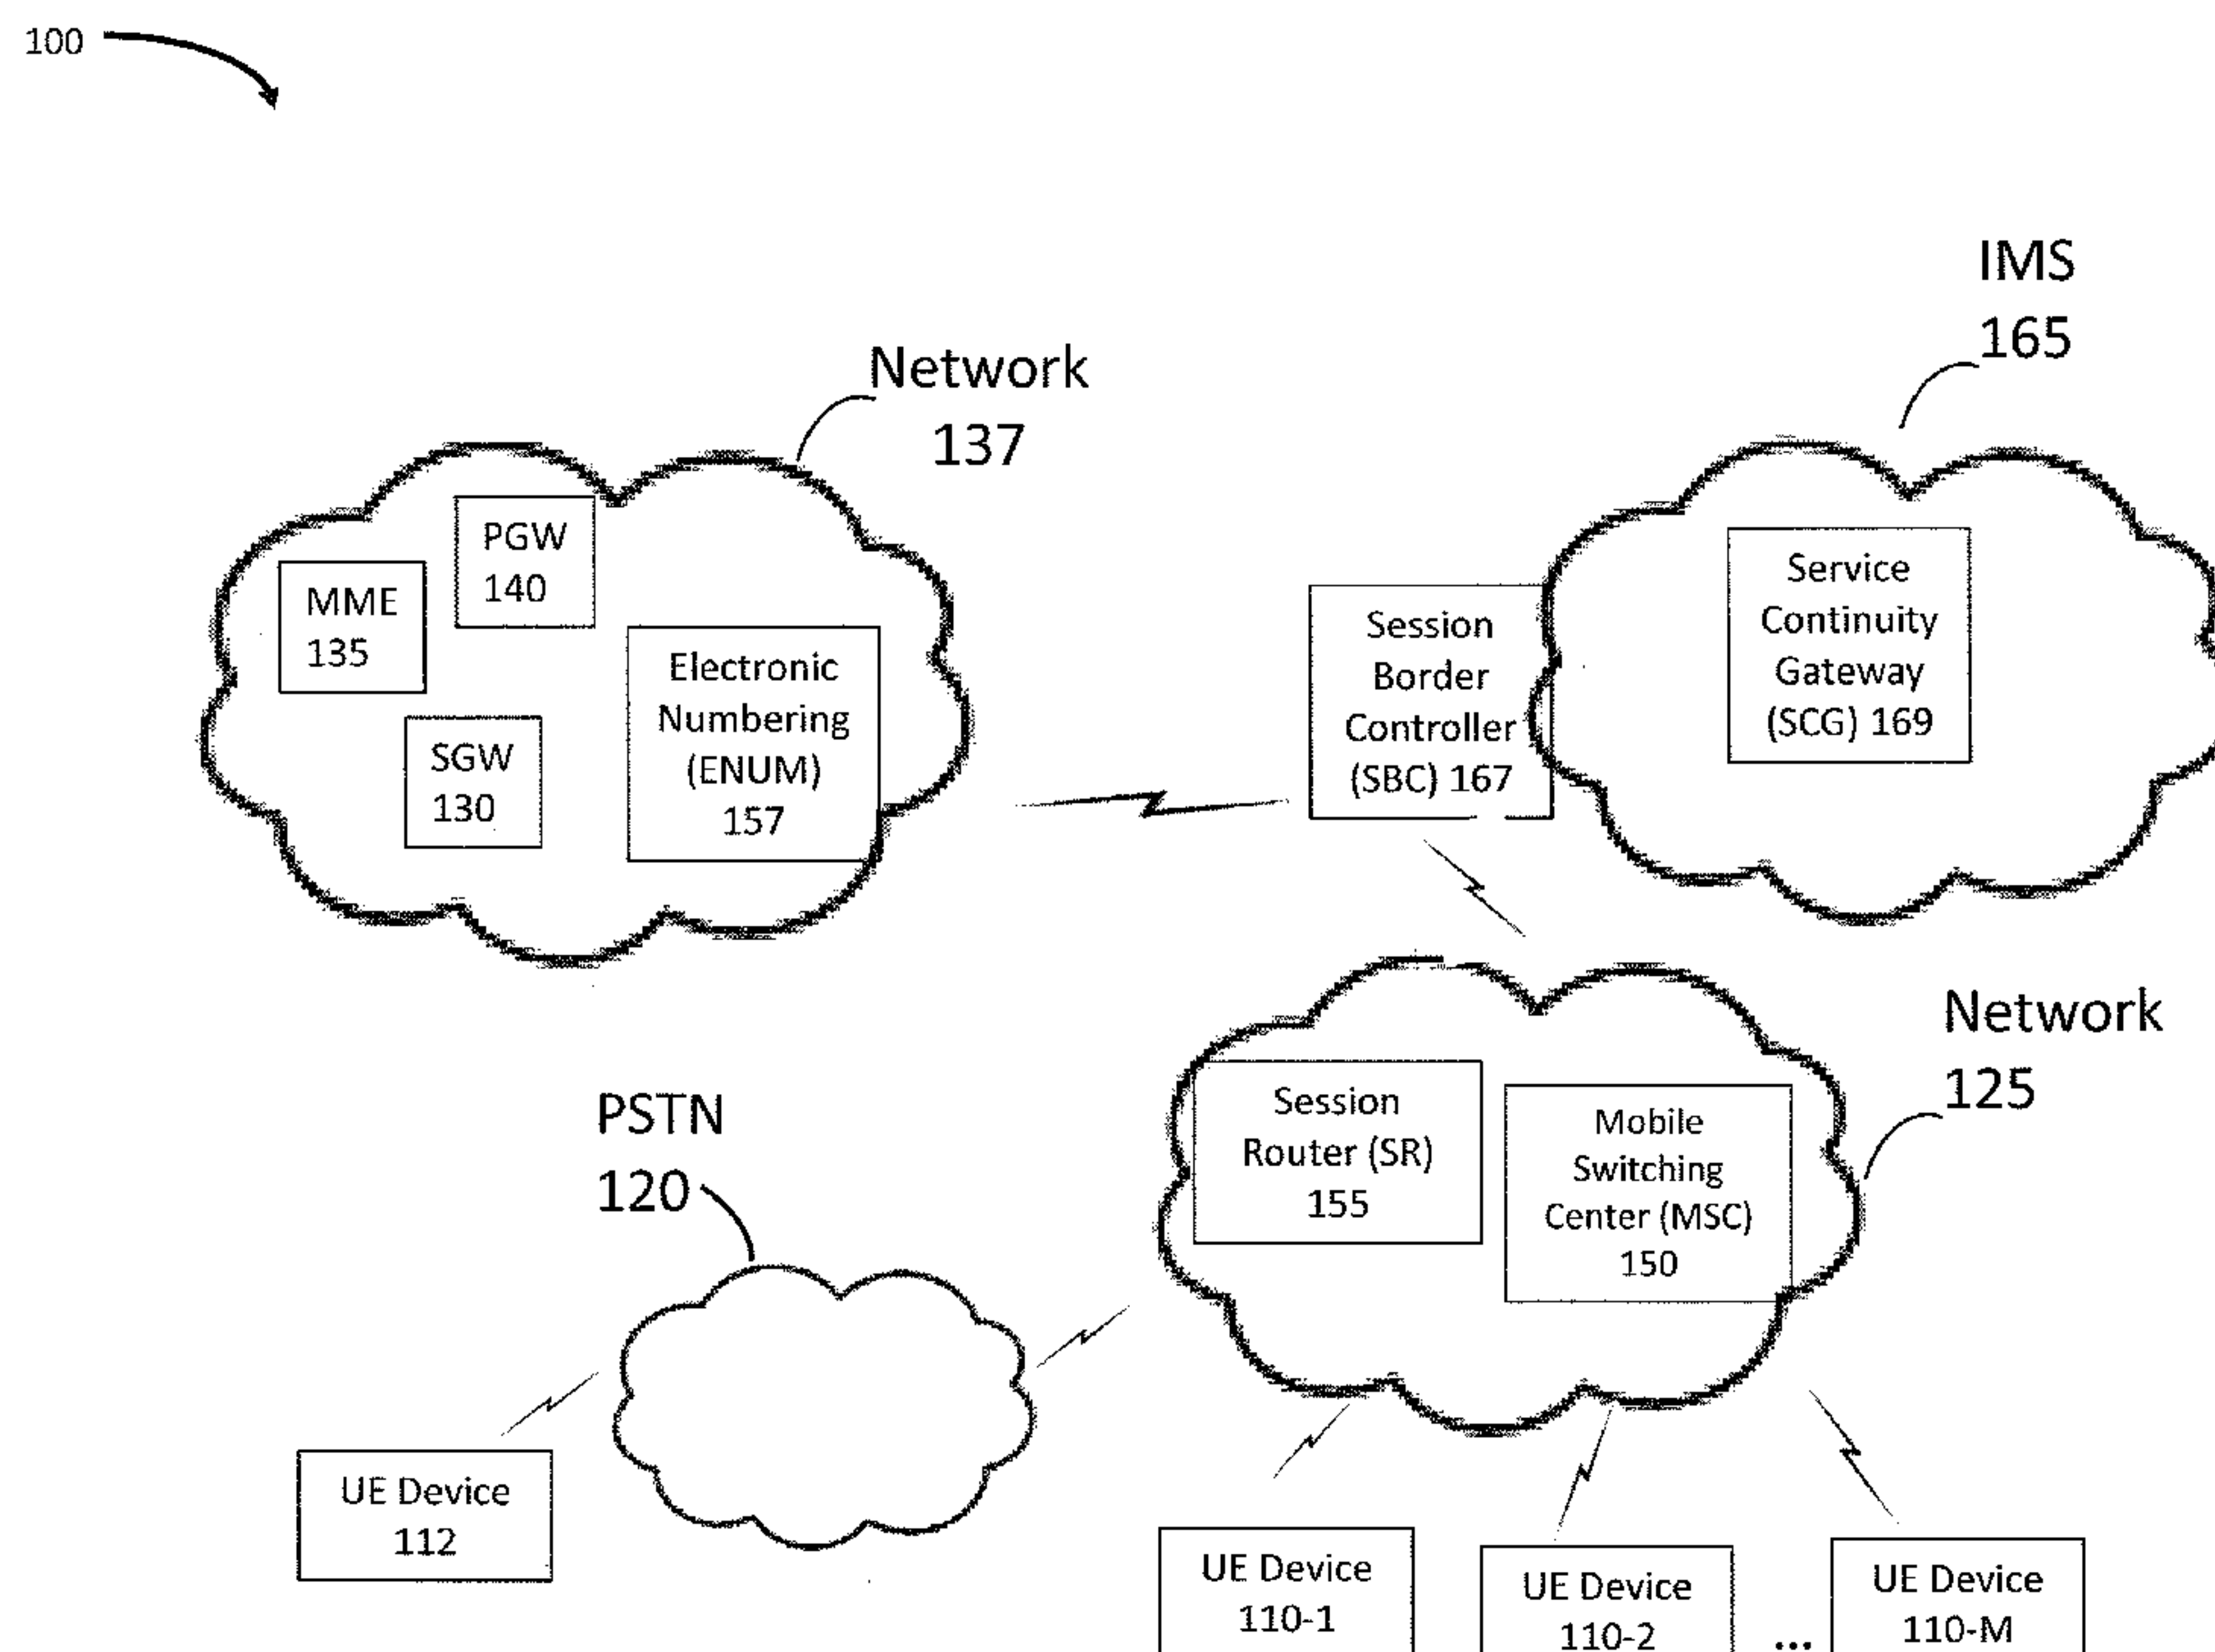 100
IMS
165
Network
137
PGW
140
MME
135
SGW
130
Electronic
Numbering
(ENUM)
157
Session
Border
Controller
(SBC) 167
Service
Continuity
Gateway
(SCG) 169
Network
125
Session
Router (SR)
155
Mobile
Switching
Center (MSC)
150
PSTN
120
UE Device
112
UE Device
110-1
UE Device
110-2
...
UE Device
110-M